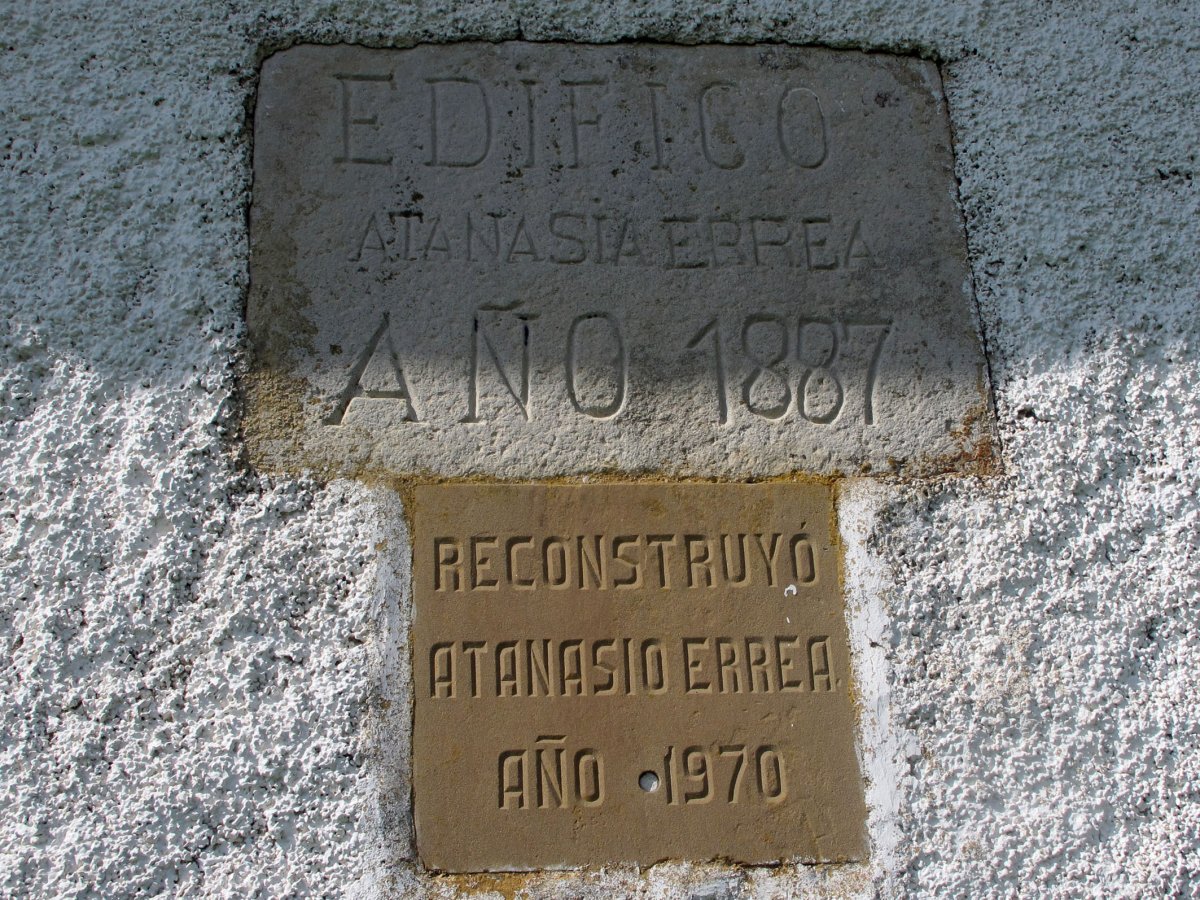 EDIFICO
ATANASIA ERREA
AÑO 1887
RECONSTRUYÓ
ATANASIO ERREA.
AÑO 1970